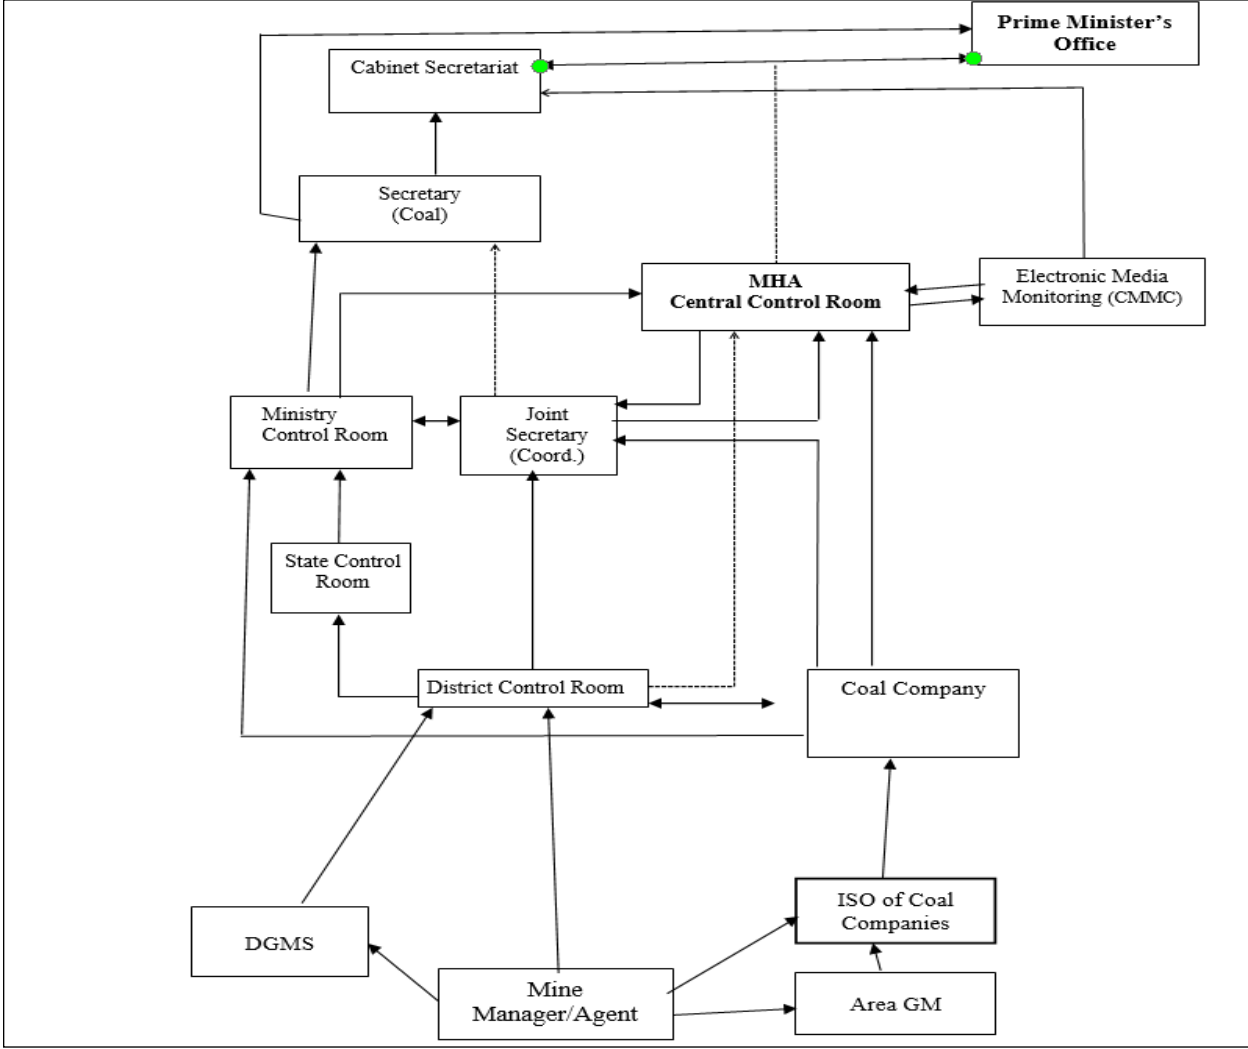 Prime Minister's
Office
Cabinet Secretariat
Secretary
(Coal)
MHA
Central Control Room
Electronic Media
Monitoring (CMMC)
Ministry
Control Room
Joint
Secretary
(Coord.)
State Control
Room
District Control Room
Coal Company
ISO of Coal
Companies
DGMS
Mine
Manager/Agent
Area GM